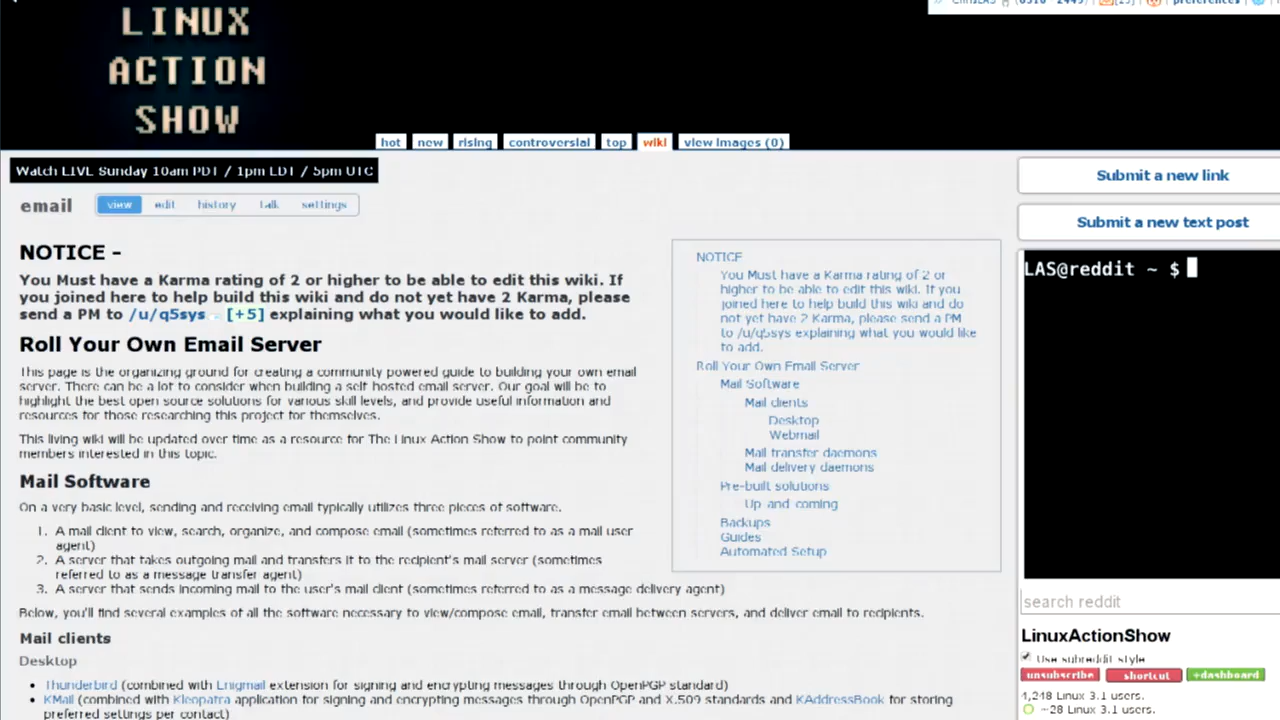 LINUX
ACTION
SHOW
preferences
hot
new
rising
controversial
top
wiki
view images (0)
Watch LIVE Sunday 10am PDT / 1pm EDT / 5pm UTC
email
view
edit
history
talk
settings
NOTICE -
You Must have a Karma rating of 2 or higher to be able to edit this wiki. If
you joined here to help build this wiki and do not yet have 2 Karma, please
send a PM to /u/q5sys [+5] explaining what you would like to add.
Roll Your Own Email Server
This page is the organizing ground for creating a community powered guide to building your own email
server. There can be a lot to consider when building a self hosted email server. Our goal will be to
highlight the best open source solutions for various skill levels, and provide useful information and
resources for those researching this project for themselves.
This living wiki will be updated over time as a resource for The Linux Action Show to point community
members interested in this topic.
Mail Software
On a very basic level, sending and receiving email typically utilizes three pieces of software.
1. A mail client to view, search, organize, and compose email (sometimes referred to as a mail user
agent)
2. A server that takes outgoing mail and transfers it to the recipient's mail server (sometimes
referred to as a message transfer agent)
3. A server that sends incoming mail to the user's mail client (sometimes referred to as a message delivery agent)
Below, you'll find several examples of all the software necessary to view/compose email, transfer email between servers, and deliver email to recipients.
Mail clients
Desktop
• Thunderbird (combined with Enigmail extension for signing and encrypting messages through OpenPGP standard)
• KMail (combined with Kleopatra application for signing and encrypting messages through OpenPGP and X.509 standards and KAddressBook for storing
preferred settings per contact)
NOTICE
You Must have a Karma rating of 2 or
higher to be able to edit this wiki. If you
joined here to help build this wiki and do
not yet have 2 Karma, please send a PM
to /u/q5sys explaining what you would like
to add.
Roll Your Own Email Server
Mail Software
Mail clients
Desktop
Webmail
Mail transfer daemons
Mail delivery daemons
Pre-built solutions
Up and coming
Backups
Guides
Automated Setup
Submit a new link
Submit a new text post
LAS@reddit ~ $
search reddit
LinuxActionShow
Use subreddit style
unsubscribe
shortcut
+dashboard
4,248 Linux 3.1 users.
~28 Linux 3.1 users.